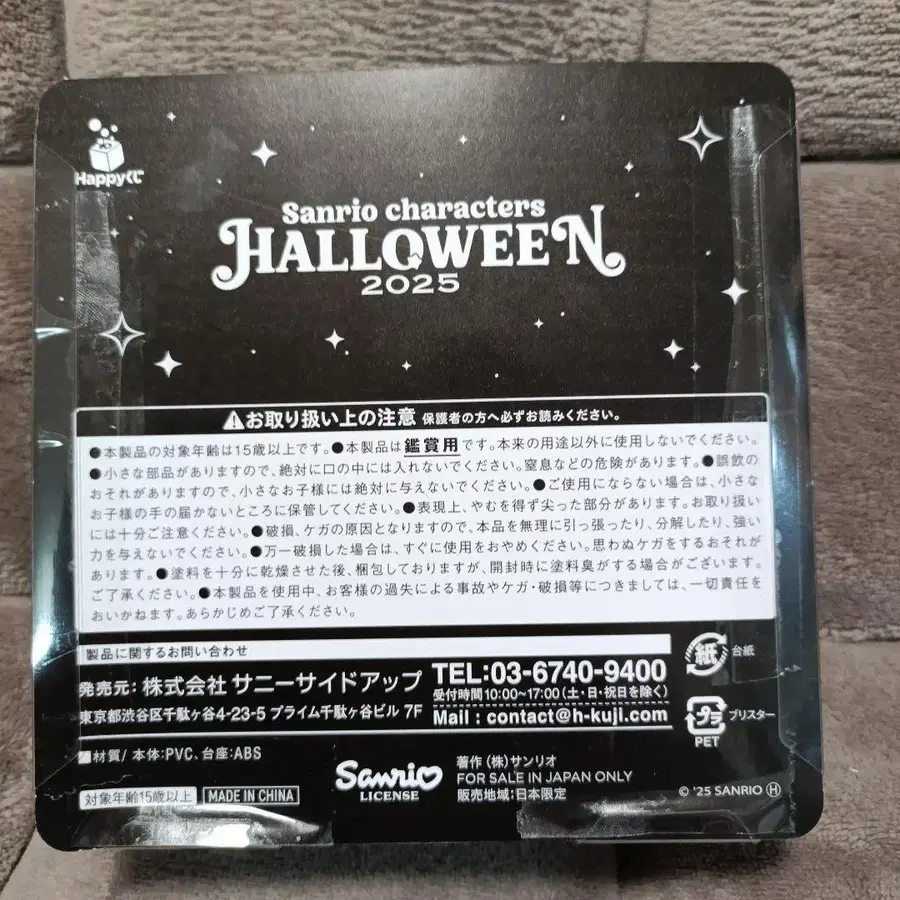 Happyくじ
Sanrio characters
HALLOWEEN
2025
⚠お取り扱い上の注意 保護者の方へ必ずお読みください。
●本製品の対象年齢は15歳以上です。●本製品は鑑賞用です。本来の用途以外に使用しないでください。
●小さな部品がありますので、絶対に口の中には入れないでください。窒息などの危険があります。●誤飲の
おそれがありますので、小さなお子様には絶対に与えないでください。●ご使用にならない場合は、小さな
お子様の手の届かないところに保管してください。●表現上、やむを得ず尖った部分があります。お取り扱い
には十分ご注意ください。●破損、ケガの原因となりますので、本品を無理に引っ張ったり、分解したり、強い
力を与えないでください。●万一破損した場合は、すぐに使用をおやめください。思わぬケガをするおそれが
あります。●塗料を十分に乾燥させた後、梱包しておりますが、開封時に塗料臭がする場合がございます。
ご了承ください。●本製品を使用中、お客様の過失による事故やケガ・破損等につきましては、一切責任を
おいかねます。あらかじめご了承ください。
製品に関するお問い合わせ
発売元:株式会社 サニーサイドアップ
東京都渋谷区千駄ヶ谷4-23-5 プライム千駄ヶ谷ビル 7F
TEL:03-6740-9400
受付時間10:00~17:00(土・日・祝日を除く)
Mail : contact@h-kuji.com
紙 台紙
プラ ブリスター
PET
■材質/ 本体:PVC、台座:ABS
対象年齢15歳以上 MADE IN CHINA
Sanrio
LICENSE
著作 (株)サンリオ
FOR SALE IN JAPAN ONLY
販売地域:日本限定
© '25 SANRIO Ⓗ